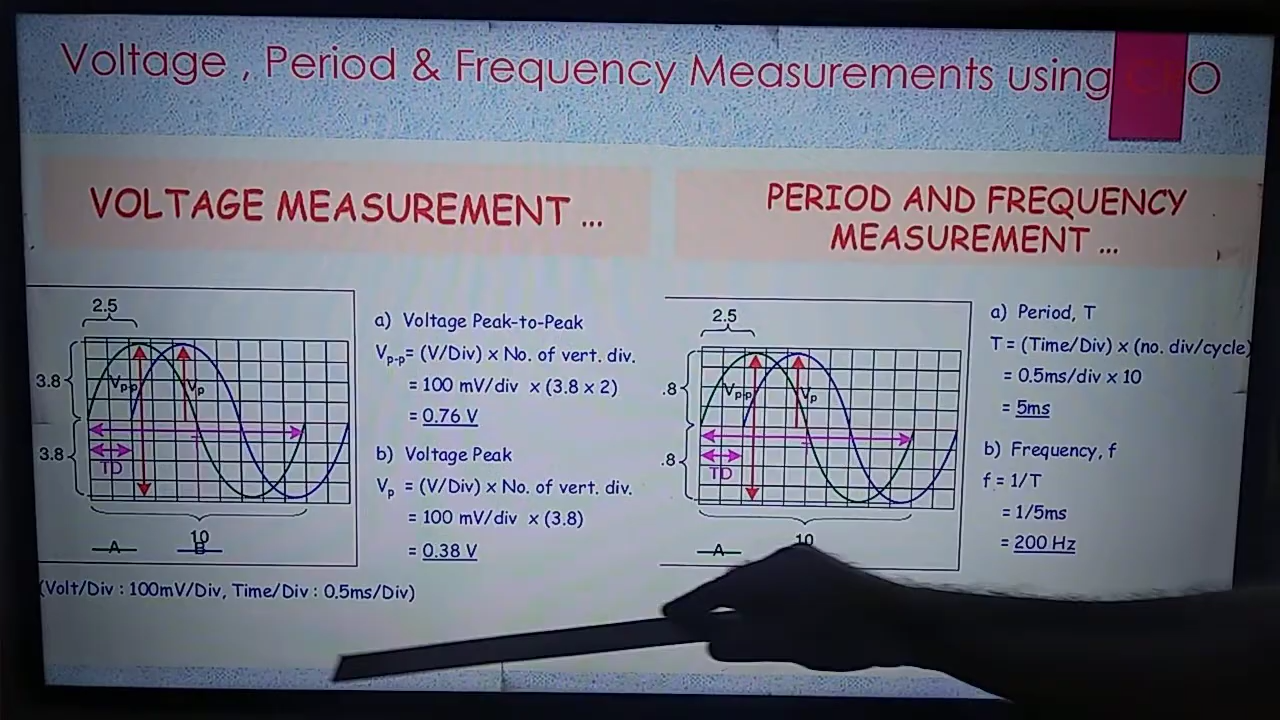 Voltage , Period & Frequency Measurements using CRO
VOLTAGE MEASUREMENT ...
2.5
3.8
3.8
Vp-p
Vp
TD
10
A
B
(Volt/Div : 100mV/Div, Time/Div : 0.5ms/Div)
a) Voltage Peak-to-Peak
Vp-p= (V/Div) x No. of vert. div.
= 100 mV/div x (3.8 x 2)
= 0.76 V
b) Voltage Peak
Vp = (V/Div) x No. of vert. div.
= 100 mV/div x (3.8)
= 0.38 V
PERIOD AND FREQUENCY
MEASUREMENT ...
2.5
.8
.8
Vp-p
Vp
TD
10
A
a) Period, T
T = (Time/Div) x (no. div/cycle)
= 0.5ms/div x 10
= 5ms
b) Frequency, f
f = 1/T
= 1/5ms
= 200 Hz